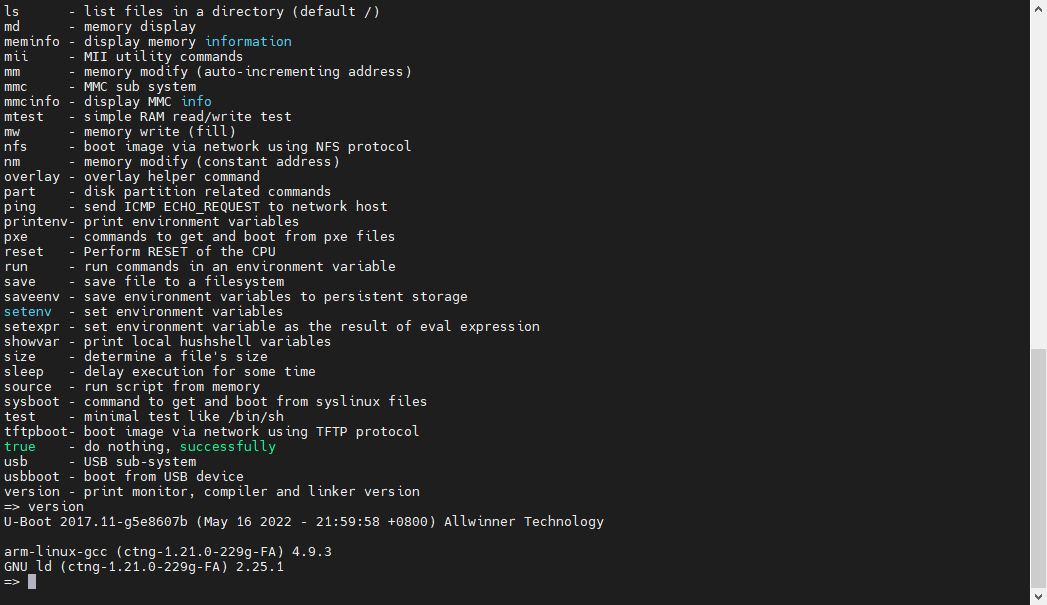 ls      - list files in a directory (default /)
md      - memory display
meminfo - display memory information
mii     - MII utility commands
mm      - memory modify (auto-incrementing address)
mmc     - MMC sub system
mmcinfo - display MMC info
mtest   - simple RAM read/write test
mw      - memory write (fill)
nfs     - boot image via network using NFS protocol
nm      - memory modify (constant address)
overlay - overlay helper command
part    - disk partition related commands
ping    - send ICMP ECHO_REQUEST to network host
printenv- print environment variables
pxe     - commands to get and boot from pxe files
reset   - Perform RESET of the CPU
run     - run commands in an environment variable
save    - save file to a filesystem
saveenv - save environment variables to persistent storage
setenv  - set environment variables
setexpr - set environment variable as the result of eval expression
showvar - print local hushshell variables
size    - determine a file's size
sleep   - delay execution for some time
source  - run script from memory
sysboot - command to get and boot from syslinux files
test    - minimal test like /bin/sh
tftpboot- boot image via network using TFTP protocol
true    - do nothing, successfully
usb     - USB sub-system
usbboot - boot from USB device
version - print monitor, compiler and linker version
=> version
U-Boot 2017.11-g5e8607b (May 16 2022 - 21:59:58 +0800) Allwinner Technology
arm-linux-gcc (ctng-1.21.0-229g-FA) 4.9.3
GNU ld (ctng-1.21.0-229g-FA) 2.25.1
=>